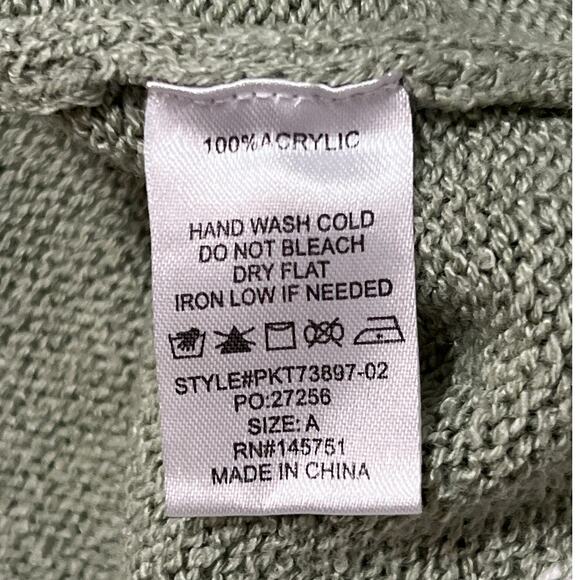 100% ACRYLIC
HAND WASH COLD
DO NOT BLEACH
DRY FLAT
IRON LOW IF NEEDED
STYLE#PKT73897-02
PO:27256
SIZE: A
RN#145751
MADE IN CHINA